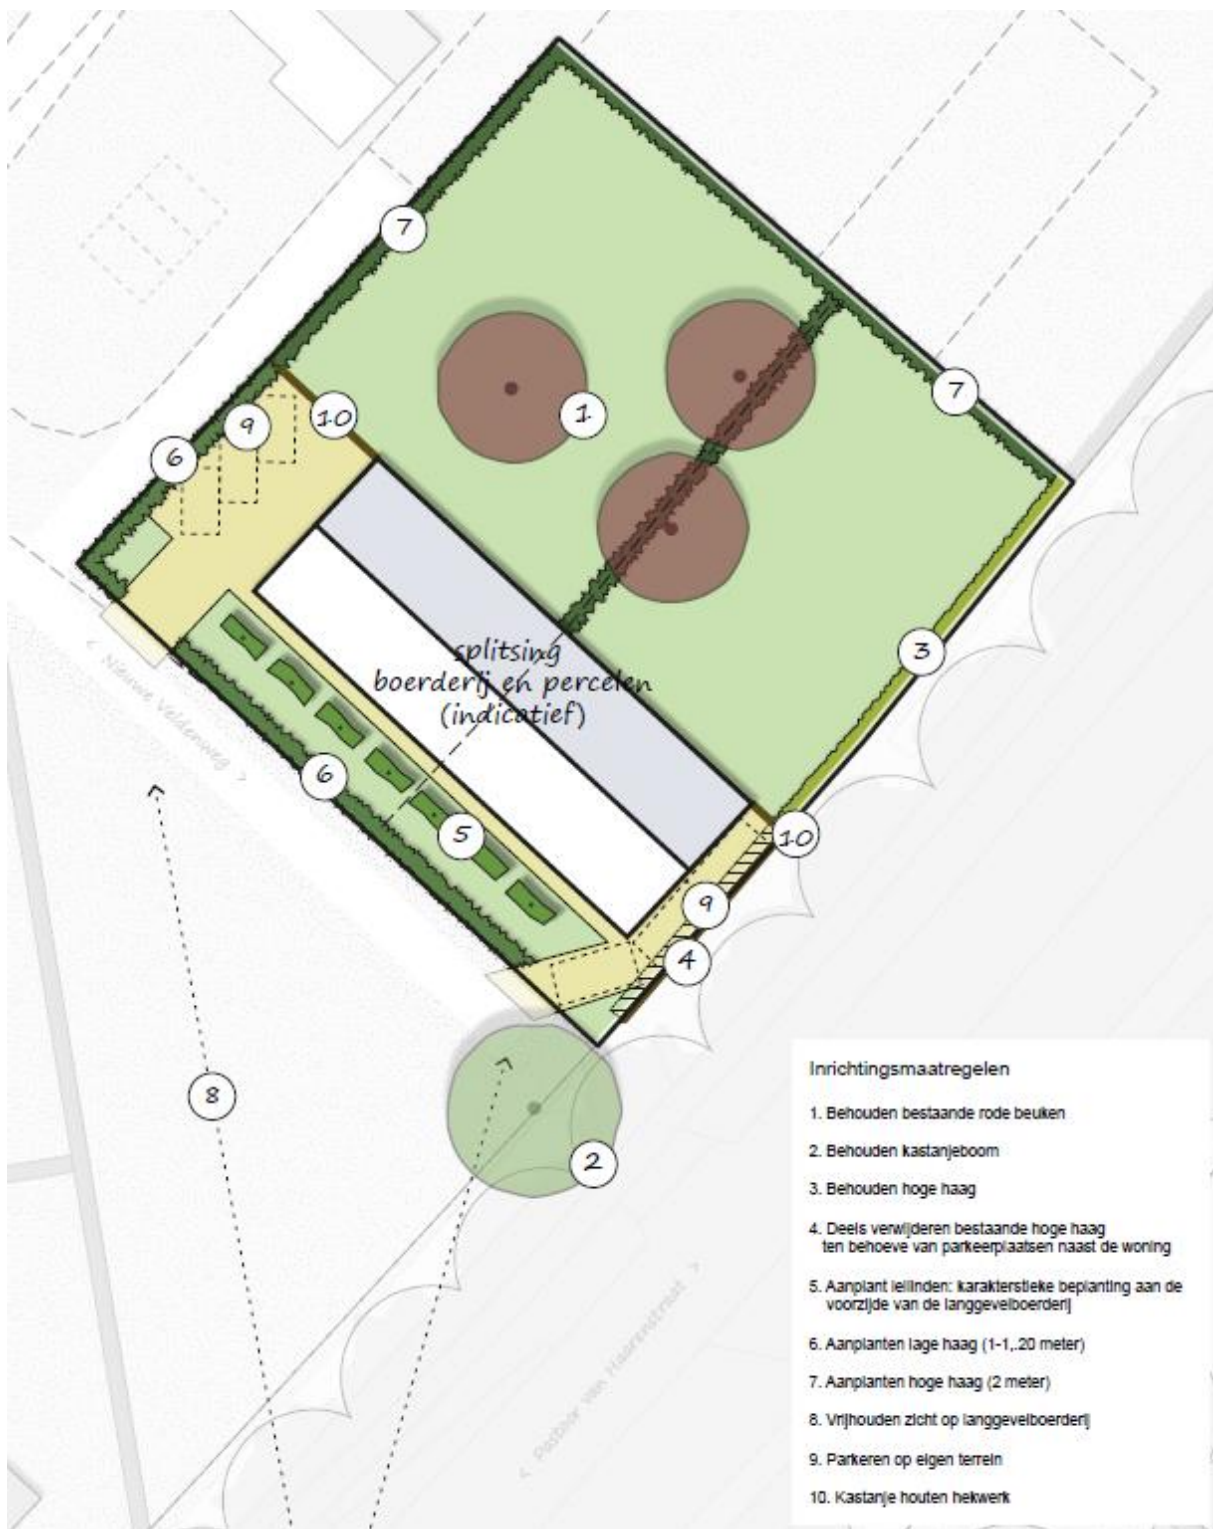 7
1
10
9
6
7
3
splitsing
boerderij en percelen
(indicatief)
< Nieuwe Veldenweg >
6
5
10
9
4
8
2
< Pastoor van Haarenstraat >
Inrichtingsmaatregelen
1. Behouden bestaande rode beuken
2. Behouden kastanjeboom
3. Behouden hoge haag
4. Deels verwijderen bestaande hoge haag
ten behoeve van parkeerplaatsen naast de woning
5. Aanplant leilinden: karakterstieke beplanting aan de
voorzijde van de langgevelboerderij
6. Aanplanten lage haag (1-1,.20 meter)
7. Aanplanten hoge haag (2 meter)
8. Vrijhouden zicht op langgevelboerderij
9. Parkeren op eigen terrein
10. Kastanje houten hekwerk